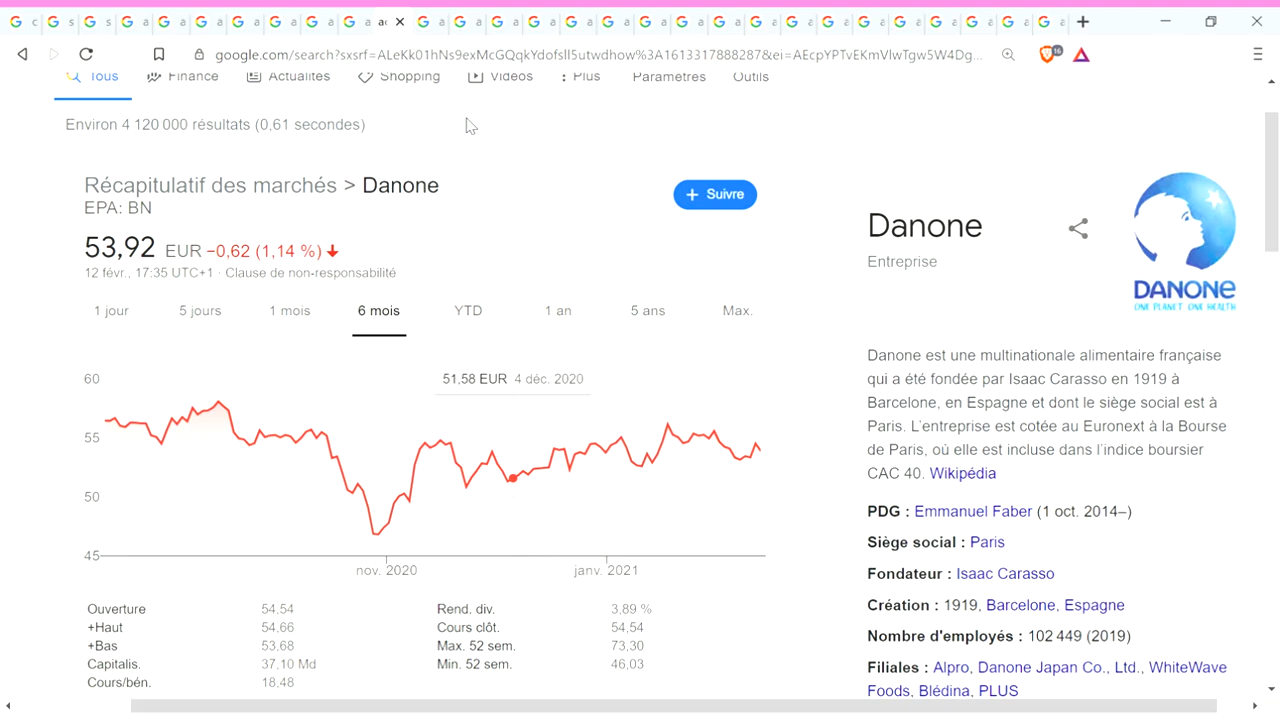 google.com/search?sxsrf=ALeKk01hNs9exMcGQqkYdofsll5utwdhow%3A1613317888287&ei=AEcpYPTvEKmVlwTgw5W4Dg...
16
Tous Finance Actualités Shopping Vidéos Plus Paramètres Outils
Environ 4 120 000 résultats (0,61 secondes)
Récapitulatif des marchés > Danone
EPA: BN
+ Suivre
53,92 EUR −0,62 (1,14 %)
12 févr., 17:35 UTC+1 · Clause de non-responsabilité
1 jour 5 jours 1 mois 6 mois YTD 1 an 5 ans Max.
51,58 EUR 4 déc. 2020
60
55
50
45
nov. 2020 janv. 2021
Ouverture 54,54 Rend. div. 3,89 %
+Haut 54,66 Cours clôt. 54,54
+Bas 53,68 Max. 52 sem. 73,30
Capitalis. 37,10 Md Min. 52 sem. 46,03
Cours/bén. 18,48
Danone
Entreprise
DANONE
ONE PLANET. ONE HEALTH
Danone est une multinationale alimentaire française
qui a été fondée par Isaac Carasso en 1919 à
Barcelone, en Espagne et dont le siège social est à
Paris. L'entreprise est cotée au Euronext à la Bourse
de Paris, où elle est incluse dans l'indice boursier
CAC 40. Wikipédia
PDG : Emmanuel Faber (1 oct. 2014–)
Siège social : Paris
Fondateur : Isaac Carasso
Création : 1919, Barcelone, Espagne
Nombre d'employés : 102 449 (2019)
Filiales : Alpro, Danone Japan Co., Ltd., WhiteWave
Foods, Blédina, PLUS